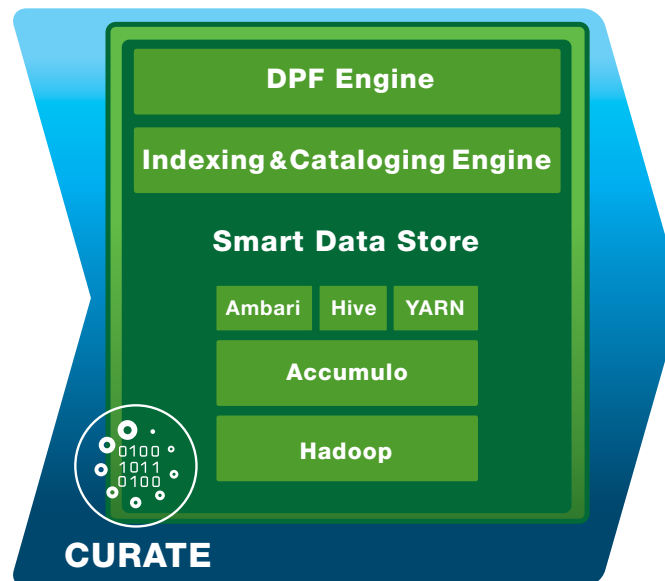 DPF Engine
Indexing & Cataloging Engine
Smart Data Store
Ambari Hive YARN
Accumulo
Hadoop
0100
1011
0100
CURATE